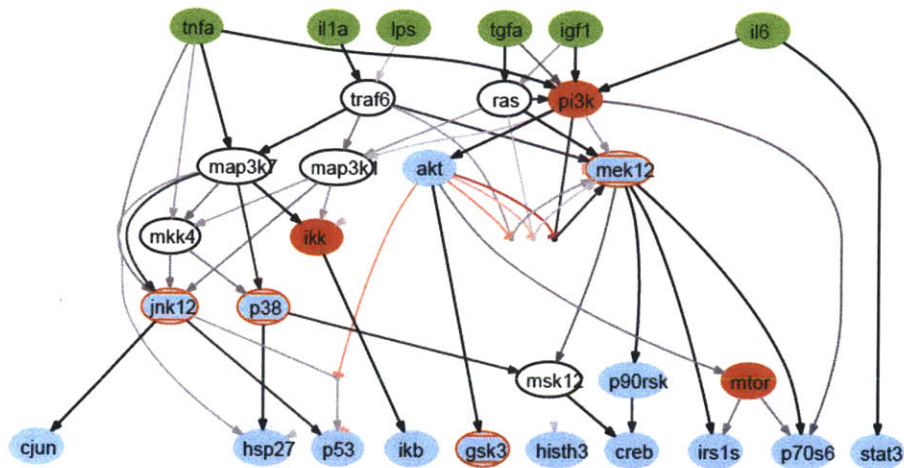 tnfa il1a lps tgfa igf1 il6
traf6 ras pi3k
map3k7 map3k1 akt mek12
mkk4 ikk
jnk12 p38
msk12 p90rsk mtor
cjun hsp27 p53 ikb gsk3 histh3 creb irs1s p70s6 stat3